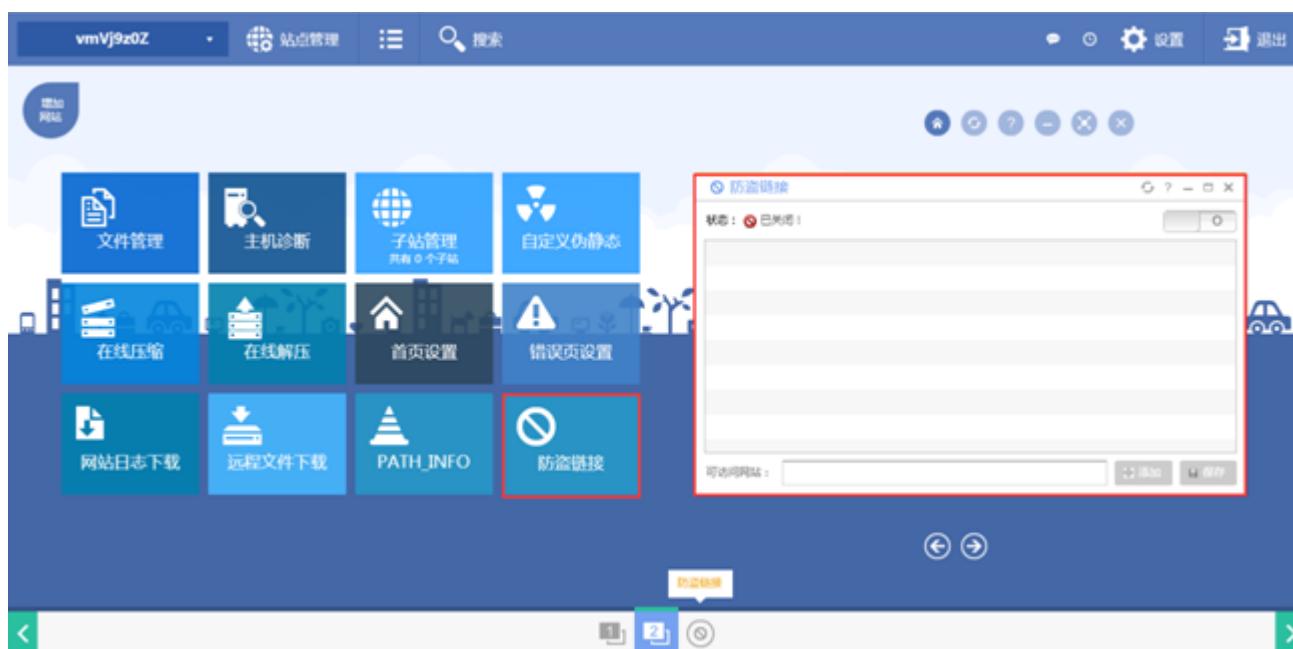 vmVj9z0Z
站点管理
搜索
设置
退出
增加
网站
文件管理
主机诊断
子站管理
共有 0 个子站
自定义伪静态
在线压缩
在线解压
首页设置
错误页设置
网站日志下载
远程文件下载
PATH_INFO
防盗链接
防盗链接
状态： 已关闭！
可访问网站：
添加
保存
防盗链接
1
2